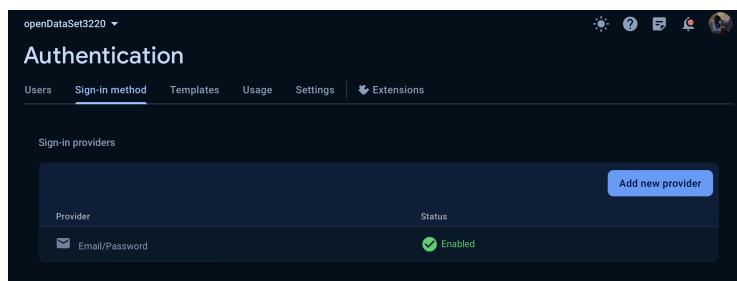 openDataSet3220
Authentication
Users Sign-in method Templates Usage Settings Extensions
Sign-in providers
Add new provider
Provider Status
Email/Password Enabled